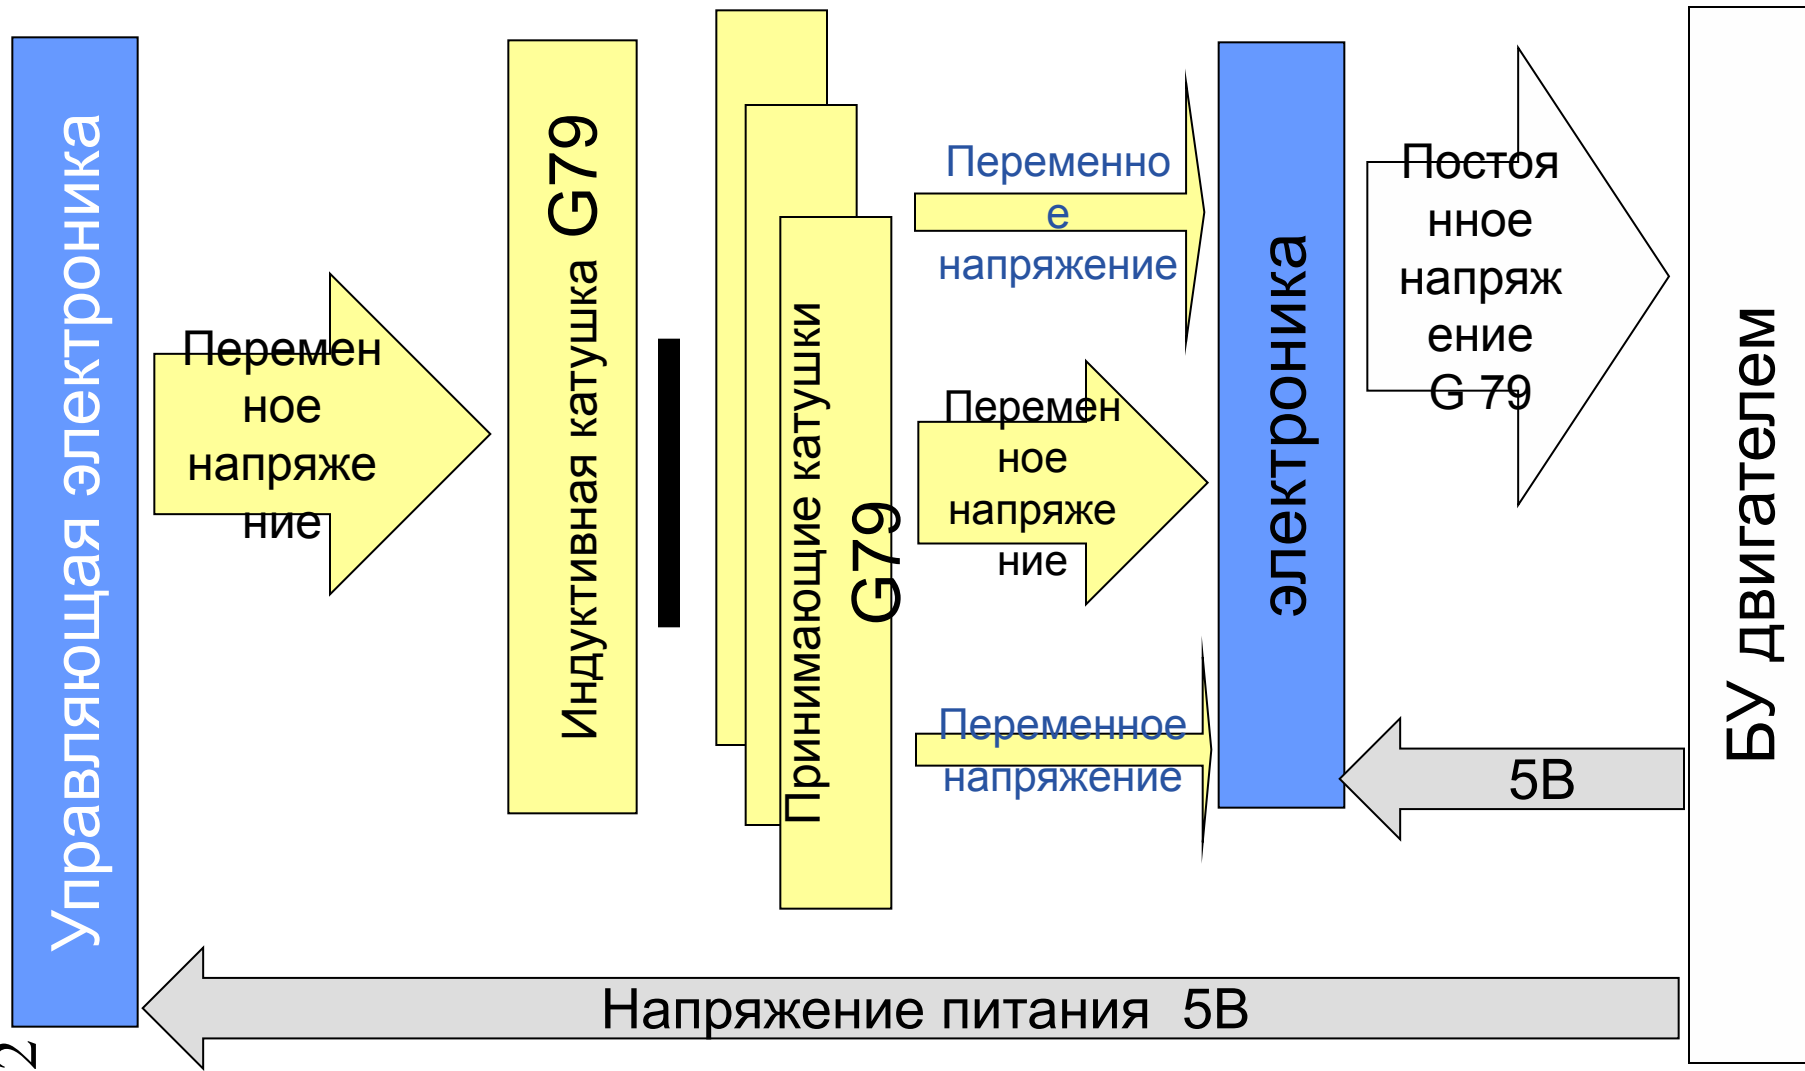 Управляющая электроника
Перемен
ное
напряже
ние
Индуктивная катушка G79
Принимающие катушки
G79
Переменно
е
напряжение
Перемен
ное
напряже
ние
Переменное
напряжение
электроника
Постоя
нное
напряж
ение
G 79
5В
БУ двигателем
Напряжение питания 5В
2